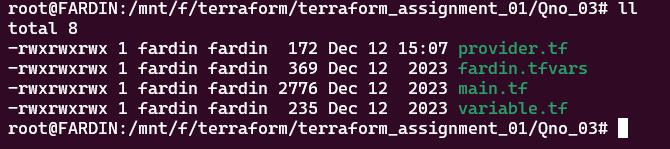 root@FARDIN:/mnt/f/terraform/terraform_assignment_01/Qno_03# ll
total 8
-rwxrwxrwx 1 fardin fardin  172 Dec 12 15:07 provider.tf
-rwxrwxrwx 1 fardin fardin  369 Dec 12  2023 fardin.tfvars
-rwxrwxrwx 1 fardin fardin 2776 Dec 12  2023 main.tf
-rwxrwxrwx 1 fardin fardin  235 Dec 12  2023 variable.tf
root@FARDIN:/mnt/f/terraform/terraform_assignment_01/Qno_03#